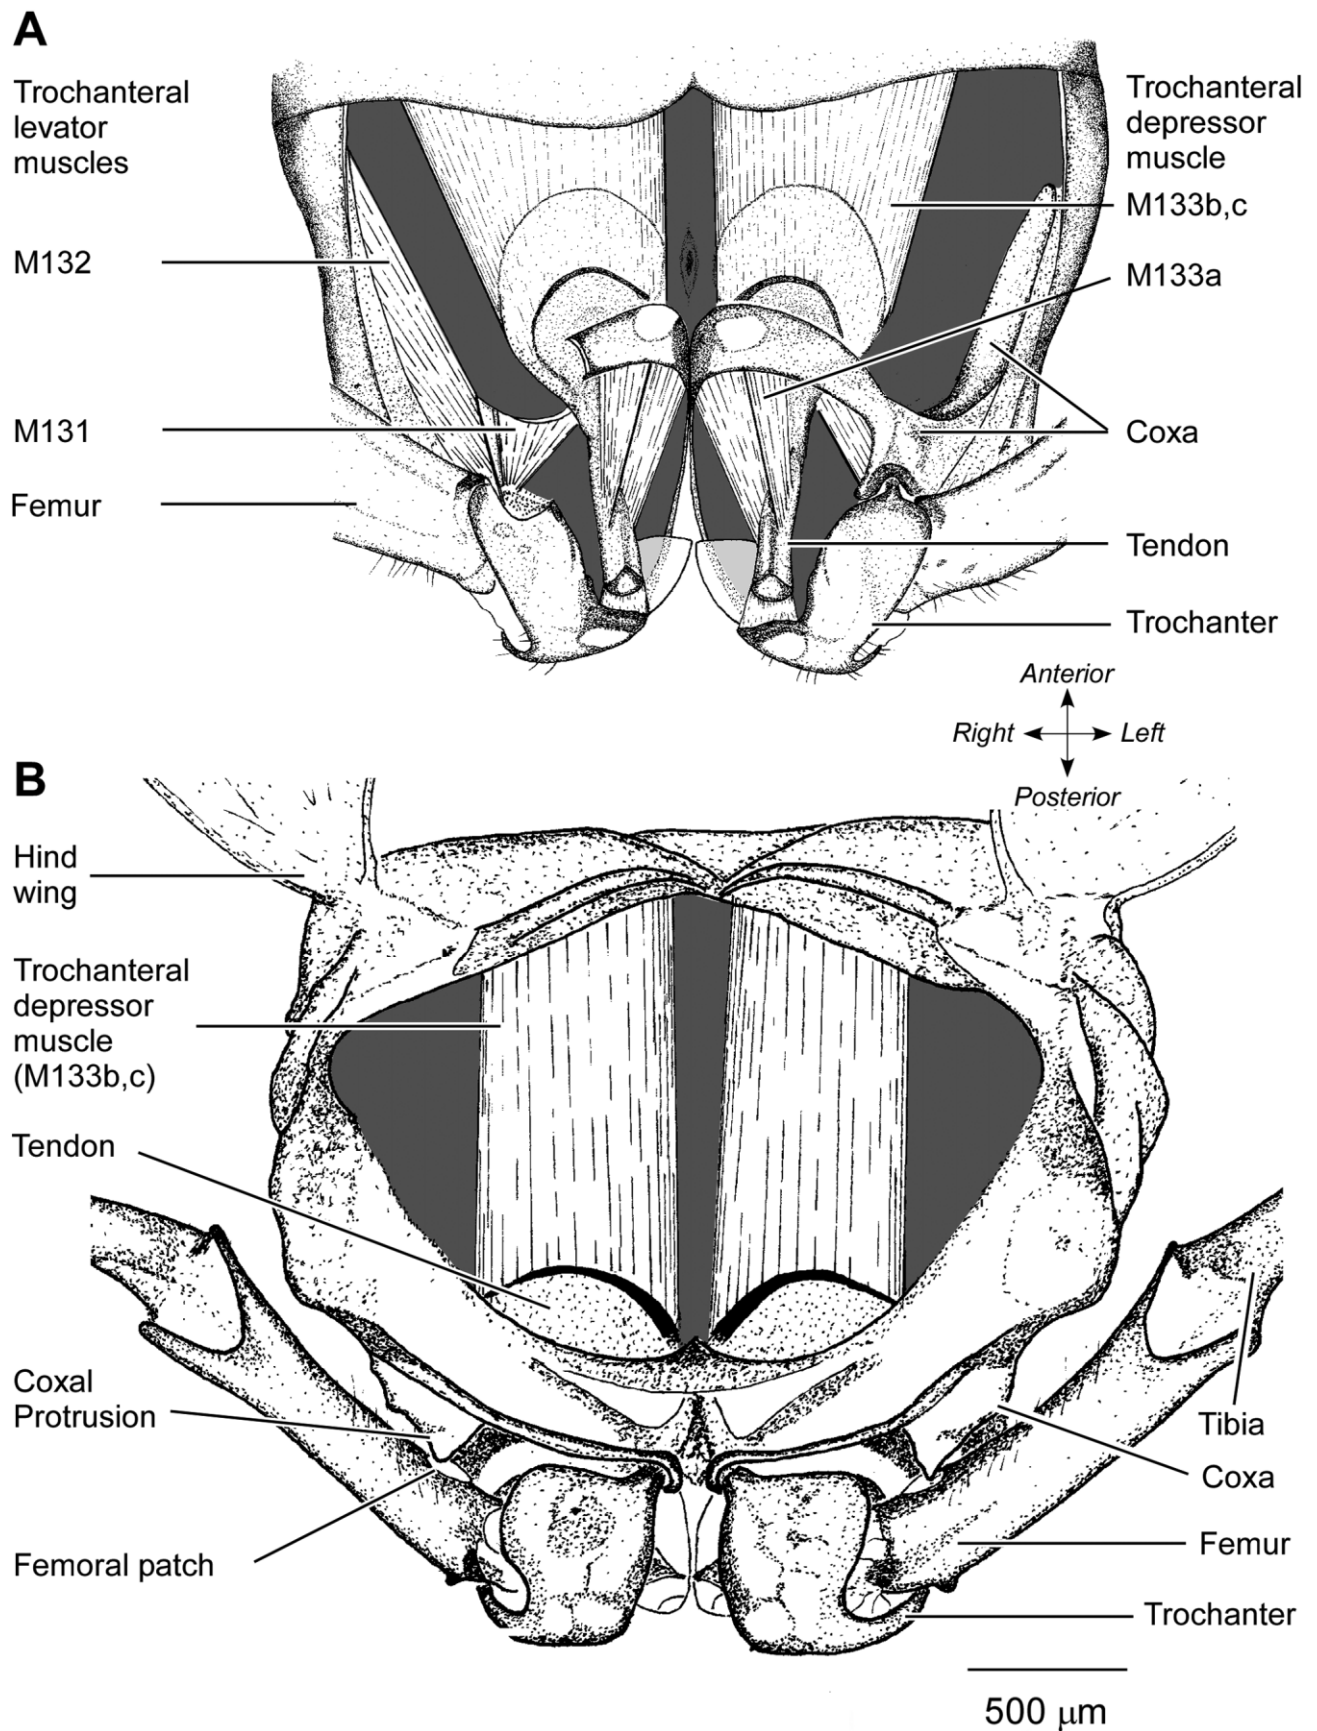 A
Trochanteral
levator
muscles
M132
M131
Femur
Trochanteral
depressor
muscle
M133b,c
M133a
Coxa
Tendon
Trochanter
Anterior
Right
Left
Posterior
B
Hind
wing
Trochanteral
depressor
muscle
(M133b,c)
Tendon
Coxal
Protrusion
Femoral patch
Tibia
Coxa
Femur
Trochanter
500 μm